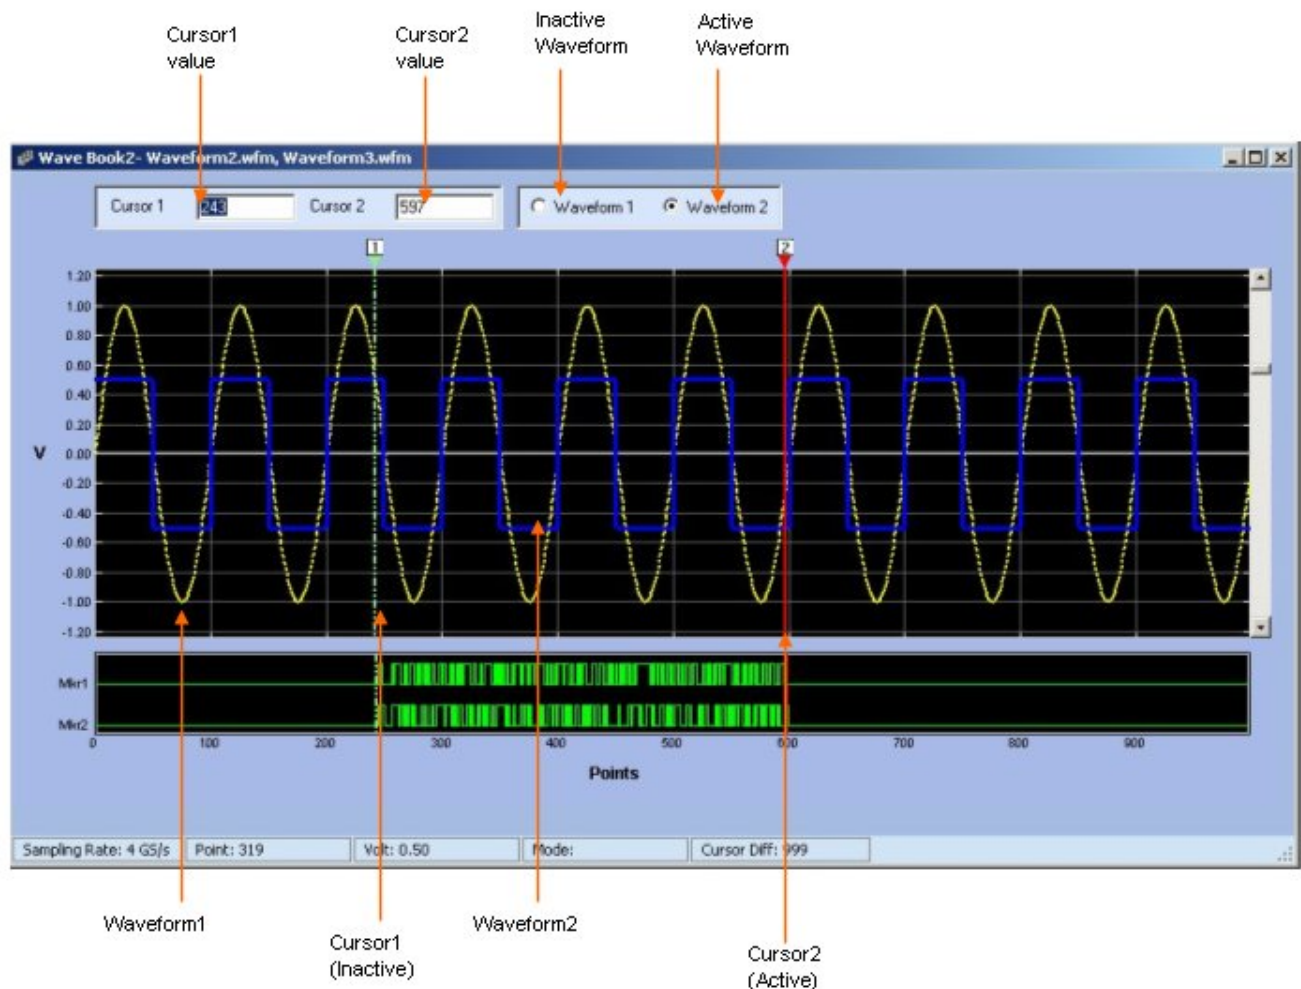 Cursor1
value
Cursor2
value
Inactive
Waveform
Active
Waveform
Wave Book2- Waveform2.wfm, Waveform3.wfm
Cursor 1 243 Cursor 2 597 Waveform 1 Waveform 2
1 2
1.20
1.00
0.80
0.60
0.40
0.20
V 0.00
-0.20
-0.40
-0.60
-0.80
-1.00
-1.20
Mkr1
Mkr2
0 100 200 300 400 500 600 700 800 900
Points
Sampling Rate: 4 GS/s Point: 319 Volt: 0.50 Mode: Cursor Diff: 999
Waveform1
Cursor1
(Inactive)
Waveform2
Cursor2
(Active)